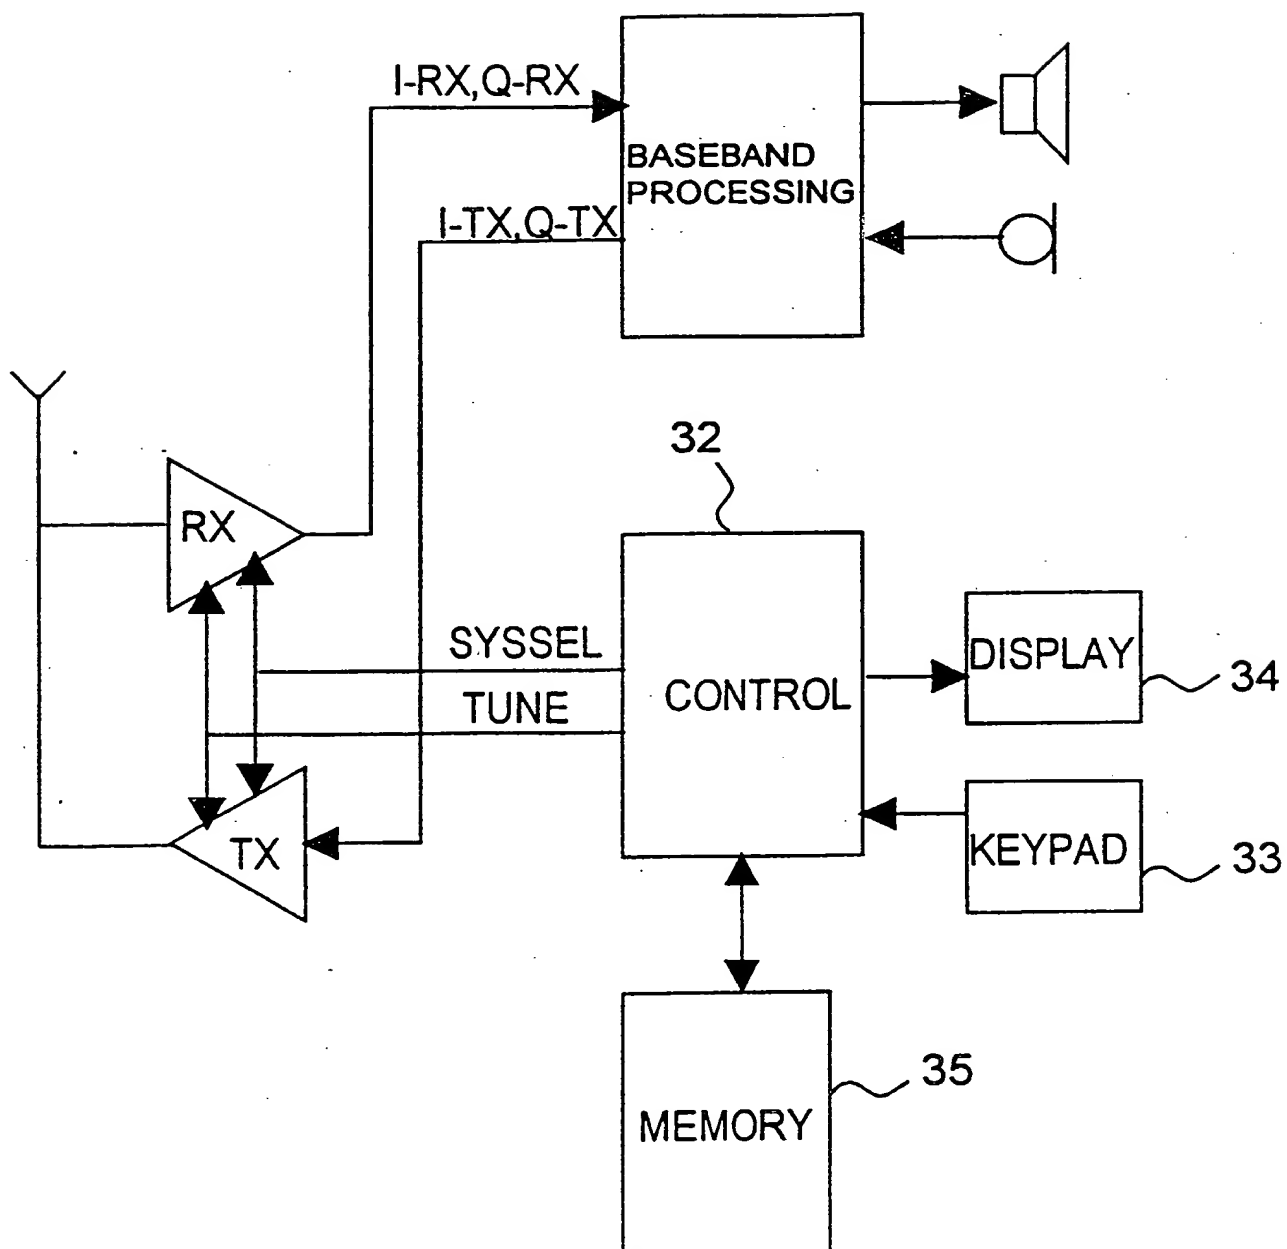 I-RX,Q-RX
BASEBAND
PROCESSING
I-TX,Q-TX
32
RX
SYSSEL
DISPLAY
34
CONTROL
TUNE
TX
KEYPAD
33
35
MEMORY